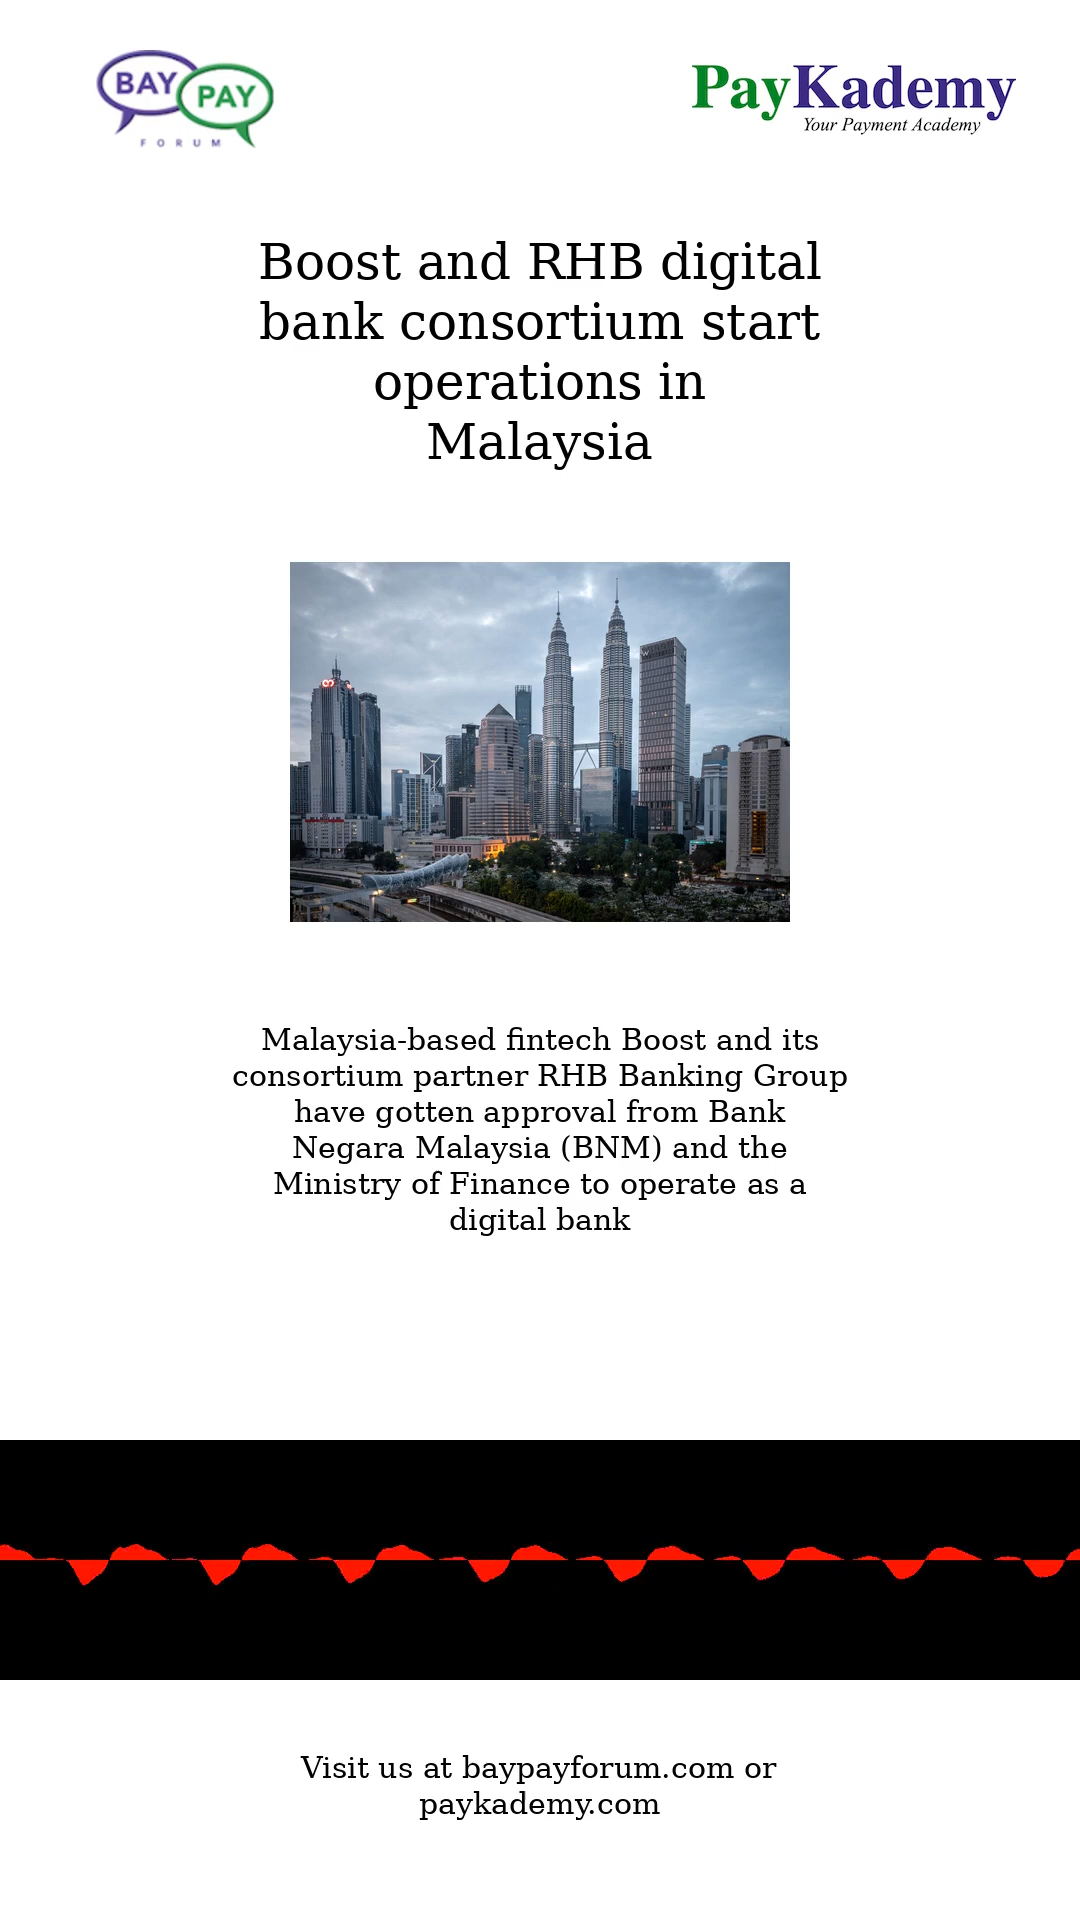 BAY PAY
FORUM
PayKademy
Your Payment Academy
Boost and RHB digital
bank consortium start
operations in
Malaysia
Malaysia-based fintech Boost and its
consortium partner RHB Banking Group
have gotten approval from Bank
Negara Malaysia (BNM) and the
Ministry of Finance to operate as a
digital bank
Visit us at baypayforum.com or
paykademy.com